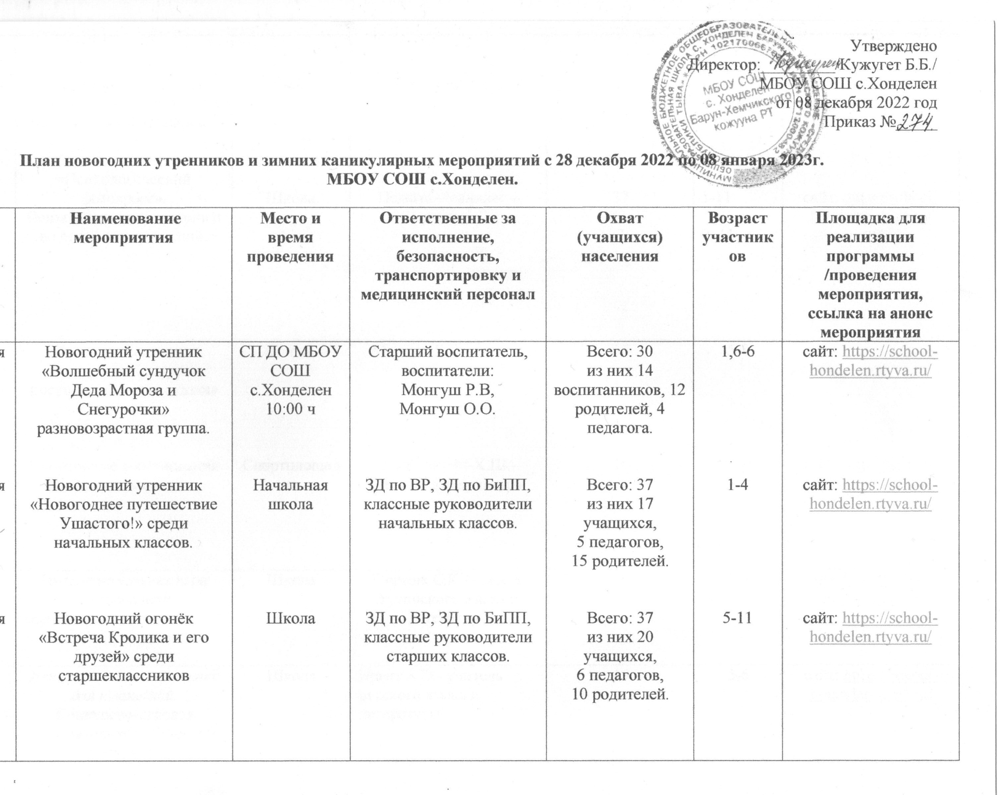 Утверждено
Директор: /Кужугет Б.Б./
МБОУ СОШ с.Хонделен
от 08 декабря 2022 год
Приказ № 274
МБОУ СОШ
с. Хонделен
Барун-Хемчикского
кожууна РТ
План новогодних утренников и зимних каникулярных мероприятий с 28 декабря 2022 по 08 января 2023г.
МБОУ СОШ с.Хонделен.
Наименование
мероприятия
Место и
время
проведения
Ответственные за
исполнение,
безопасность,
транспортировку и
медицинский персонал
Охват
(учащихся)
населения
Возраст
участник
ов
Площадка для
реализации
программы
/проведения
мероприятия,
ссылка на анонс
мероприятия
я
Новогодний утренник
«Волшебный сундучок
Деда Мороза и
Снегурочки»
разновозрастная группа.
СП ДО МБОУ
СОШ
с.Хонделен
10:00 ч
Старший воспитатель,
воспитатели:
Монгуш Р.В,
Монгуш О.О.
Всего: 30
из них 14
воспитанников, 12
родителей, 4
педагога.
1,6-6
сайт: https://school-
hondelen.rtyva.ru/
я
Новогодний утренник
«Новогоднее путешествие
Ушастого!» среди
начальных классов.
Начальная
школа
ЗД по ВР, ЗД по БиПП,
классные руководители
начальных классов.
Всего: 37
из них 17
учащихся,
5 педагогов,
15 родителей.
1-4
сайт: https://school-
hondelen.rtyva.ru/
я
Новогодний огонёк
«Встреча Кролика и его
друзей» среди
старшеклассников
Школа
ЗД по ВР, ЗД по БиПП,
классные руководители
старших классов.
Всего: 37
из них 20
учащихся,
6 педагогов,
10 родителей.
5-11
сайт: https://school-
hondelen.rtyva.ru/